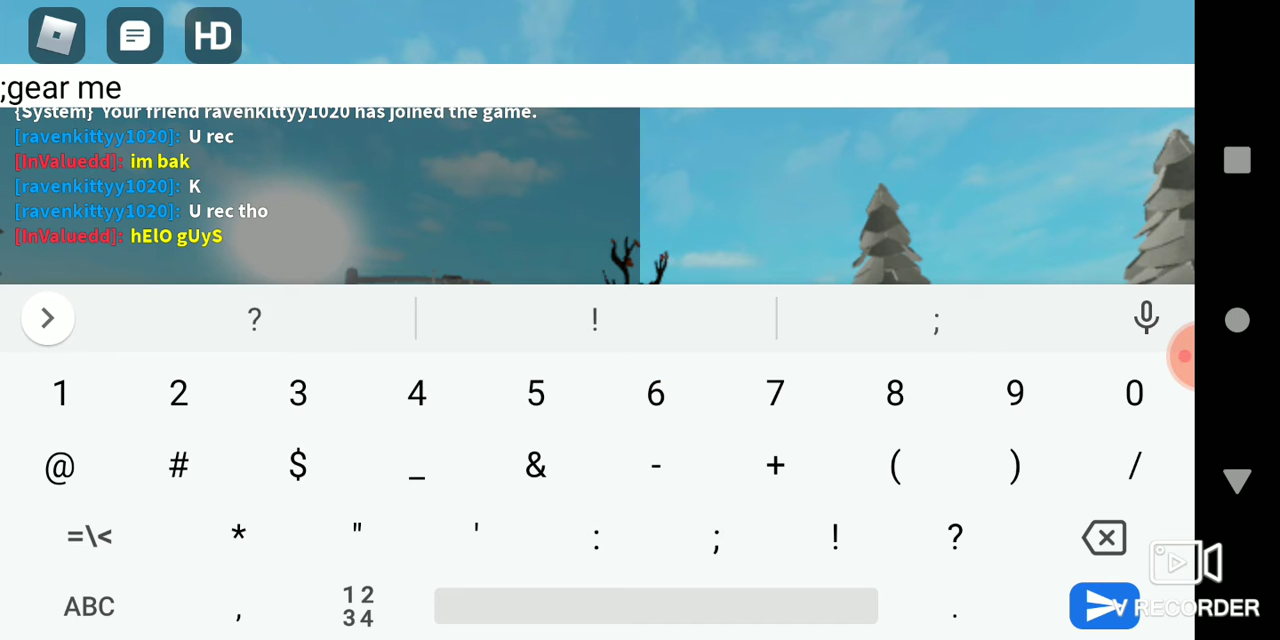 HD
;gear me
{System} Your friend ravenkittyy1020 has joined the game.
[ravenkittyy1020]: U rec
[InValuedd]: im bak
[ravenkittyy1020]: K
[ravenkittyy1020]: U rec tho
[InValuedd]: hElO gUyS
? ! ;
1 2 3 4 5 6 7 8 9 0
@ # $ _ & - + ( ) /
=\< * " ' : ; ! ?
ABC , 12 34 .
V RECORDER